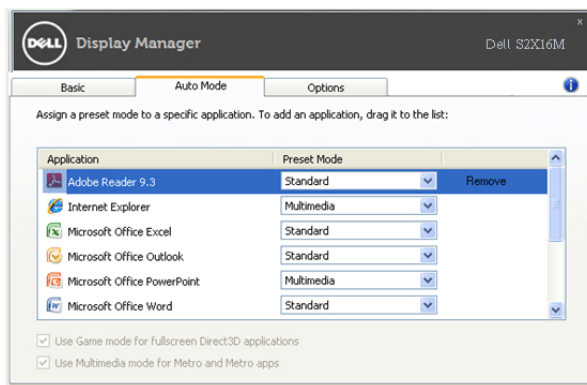 DELL Display Manager Dell S2X16M
Basic Auto Mode Options
Assign a preset mode to a specific application. To add an application, drag it to the list:
Application Preset Mode
Adobe Reader 9.3 Standard Remove
Internet Explorer Multimedia
Microsoft Office Excel Standard
Microsoft Office Outlook Standard
Microsoft Office PowerPoint Multimedia
Microsoft Office Word Standard
Use Game mode for fullscreen Direct3D applications
Use Multimedia mode for Metro and Metro apps